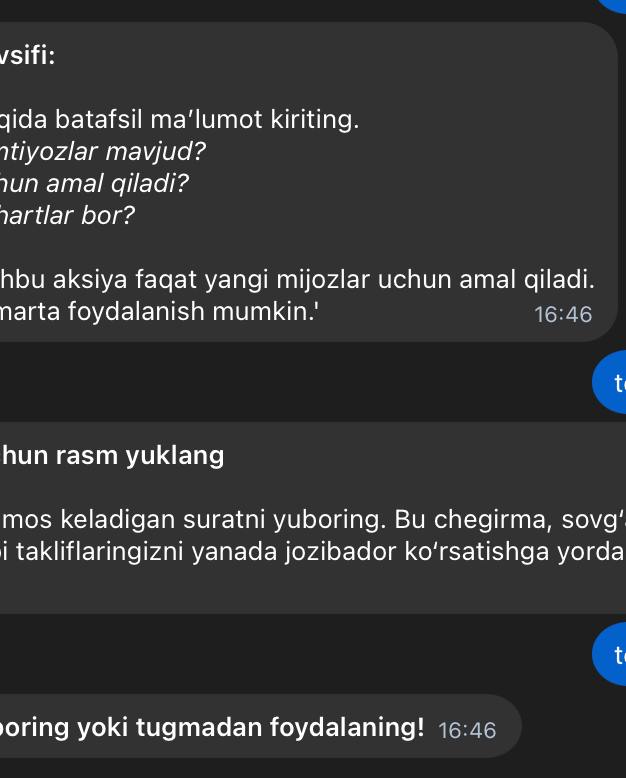 vsifi:
qida batafsil ma’lumot kiriting.
ntiyozlar mavjud?
hun amal qiladi?
hartlar bor?
hbu aksiya faqat yangi mijozlar uchun amal qiladi.
marta foydalanish mumkin.'
16:46
hun rasm yuklang
mos keladigan suratni yuboring. Bu chegirma, sovg‘a
i takliflaringizni yanada jozibador ko‘rsatishga yorda
oring yoki tugmadan foydalaning! 16:46